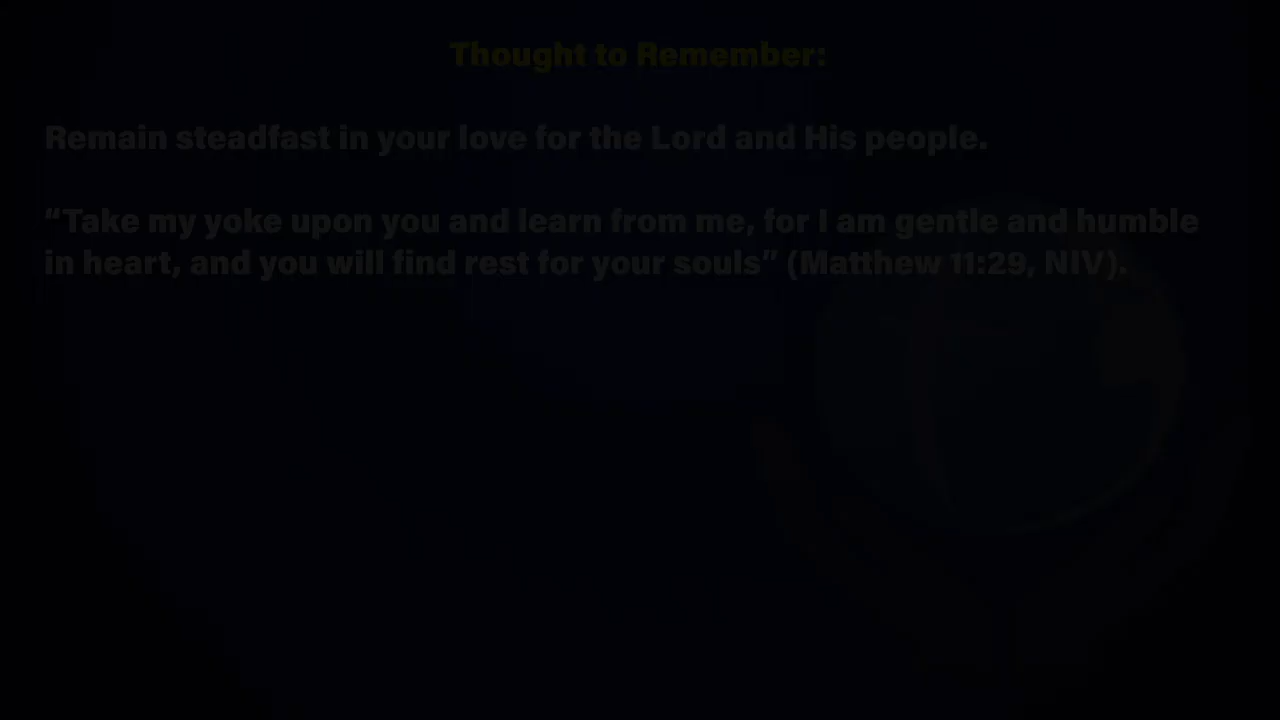 Thought to Remember:
Remain steadfast in your love for the Lord and His people.
“Take my yoke upon you and learn from me, for I am gentle and humble
in heart, and you will find rest for your souls” (Matthew 11:29, NIV).